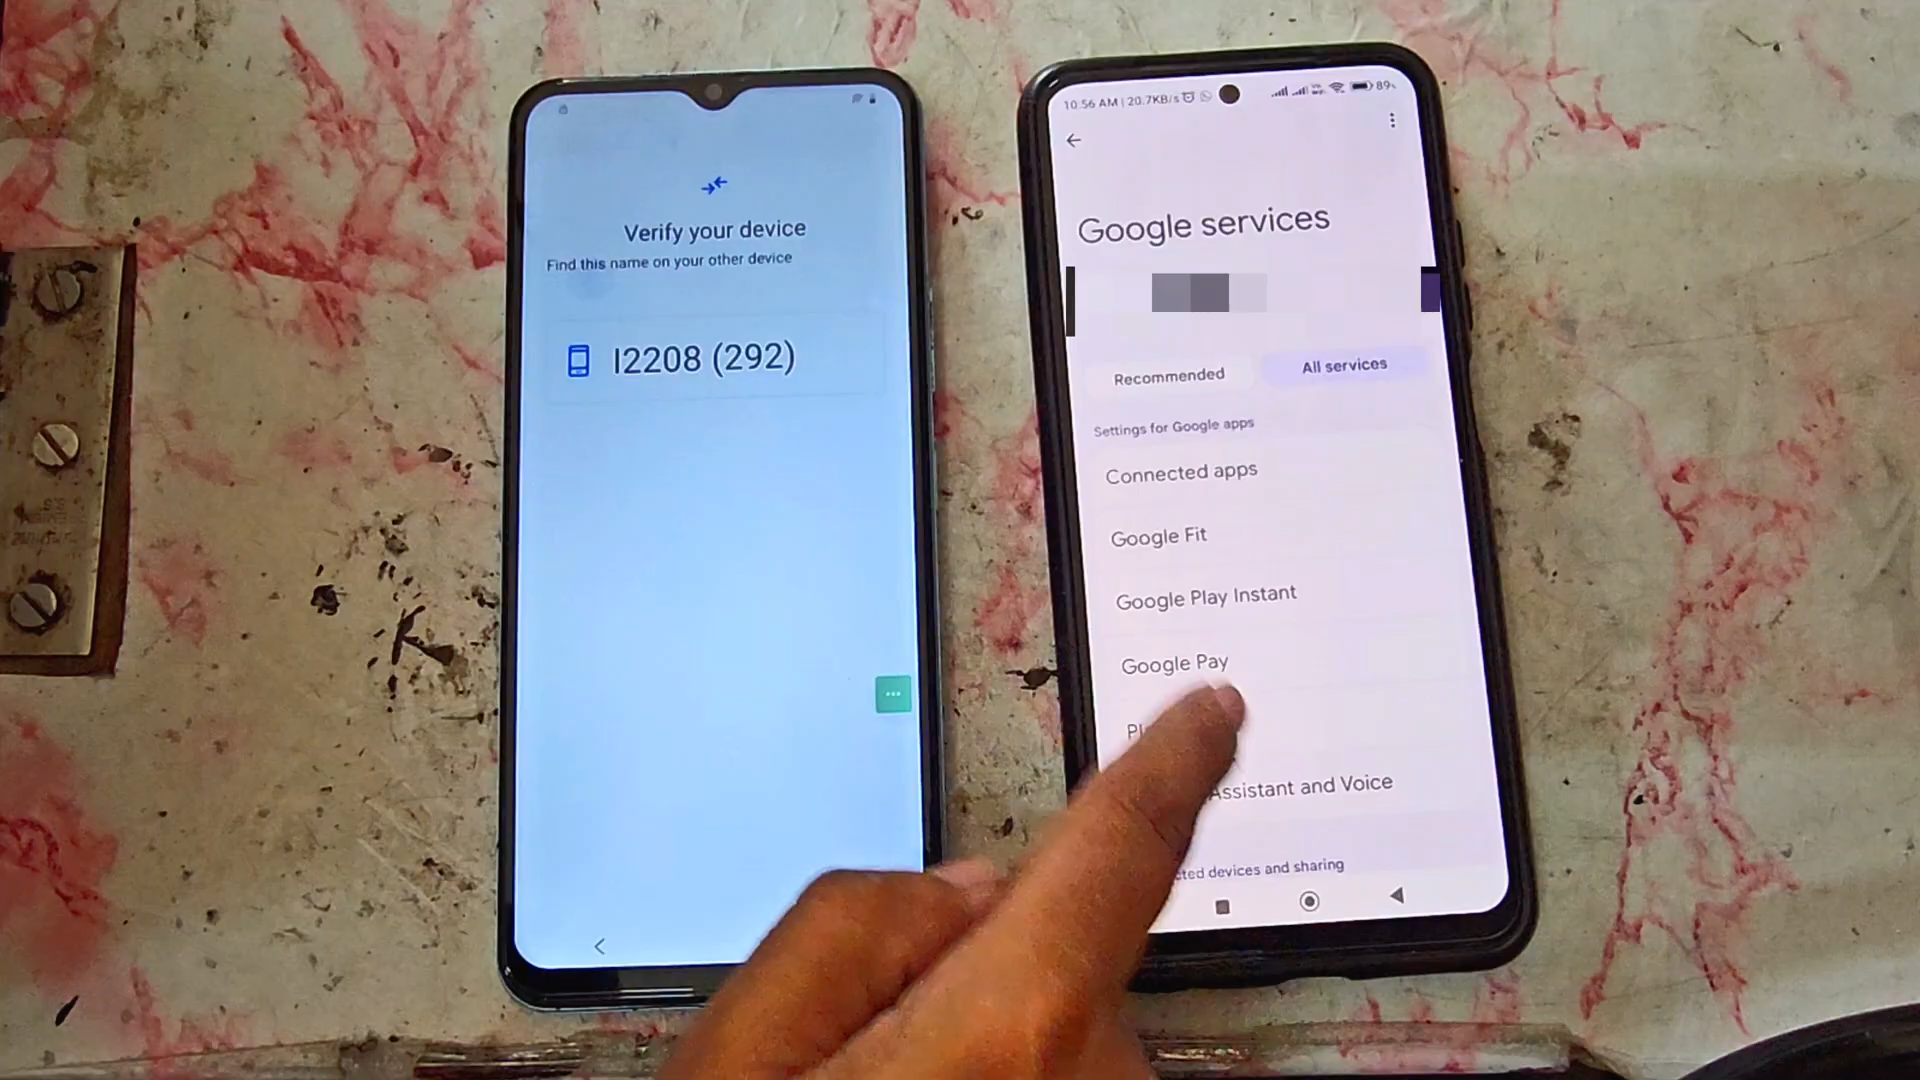 Verify your device
Find this name on your other device
I2208 (292)
10:56 AM | 20.7KB/s
89
Google services
Recommended
All services
Settings for Google apps
Connected apps
Google Fit
Google Play Instant
Google Pay
Assistant and Voice
devices and sharing
K